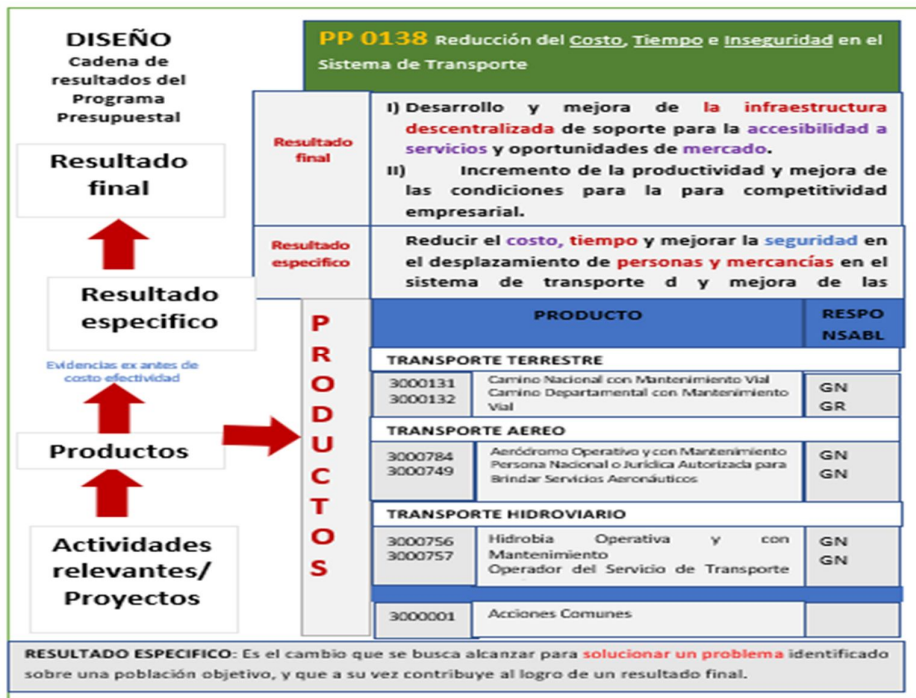 DISEÑO
Cadena de
resultados del
Programa
Presupuestal
Resultado
final
Resultado
especifico
Evidencias ex antes de
costo efectividad
Productos
Actividades
relevantes/
Proyectos
PP 0138 Reducción del Costo, Tiempo e Inseguridad en el
Sistema de Transporte
Resultado
final
I) Desarrollo y mejora de la infraestructura
descentralizada de soporte para la accesibilidad a
servicios y oportunidades de mercado.
II) Incremento de la productividad y mejora de
las condiciones para la para competitividad
empresarial.
Resultado
especifico
Reducir el costo, tiempo y mejorar la seguridad en
el desplazamiento de personas y mercancías en el
sistema de transporte d y mejora de las
PRODUCTOS
PRODUCTO
RESPO
NSABL
TRANSPORTE TERRESTRE
3000131
3000132
Camino Nacional con Mantenimiento Vial
Camino Departamental con Mantenimiento
Vial
GN
GR
TRANSPORTE AEREO
3000784
3000749
Aeródromo Operativo y con Mantenimiento
Persona Nacional o Jurídica Autorizada para
Brindar Servicios Aeronáuticos
GN
GN
TRANSPORTE HIDROVIARIO
3000756
3000757
Hidrobia Operativa y con
Mantenimiento
Operador del Servicio de Transporte
GN
GN
3000001
Acciones Comunes
RESULTADO ESPECIFICO: Es el cambio que se busca alcanzar para solucionar un problema identificado
sobre una población objetivo, y que a su vez contribuye al logro de un resultado final.